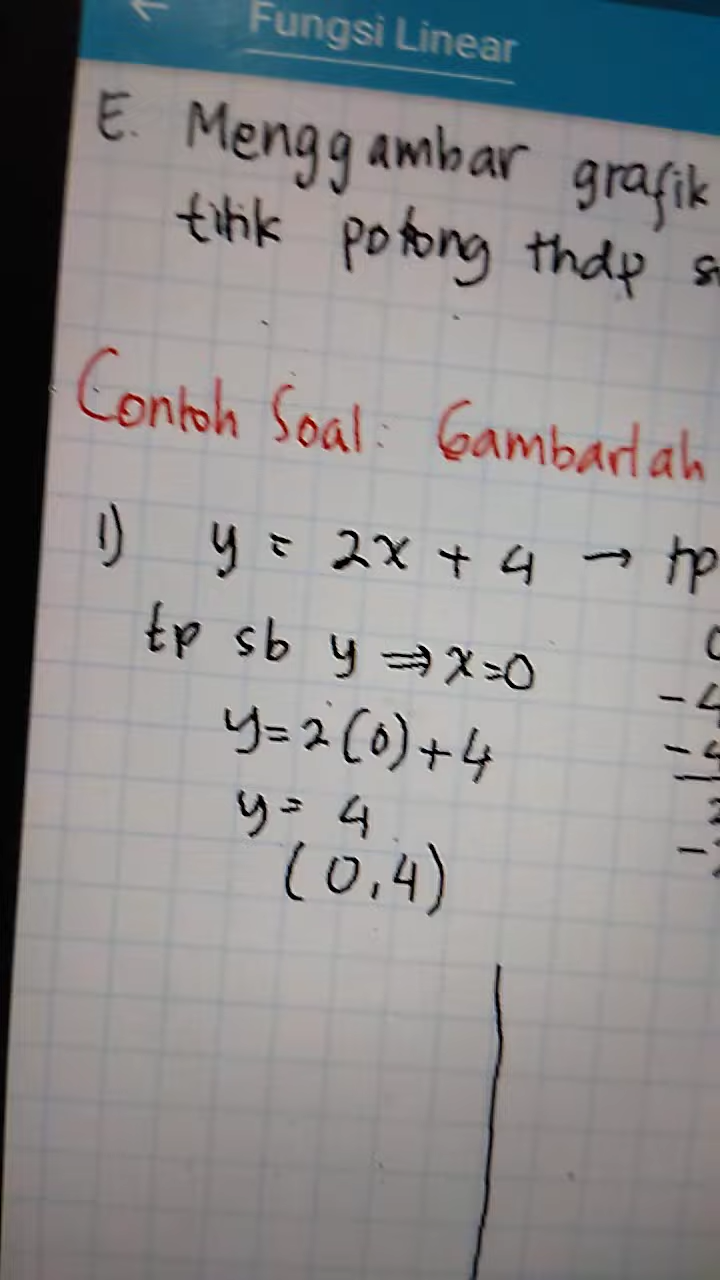 Fungsi Linear
E. Menggambar grafik
titik potong thdp
Contoh Soal: Gambarlah
1) y = 2x + 4 → tp
tp sb y ⇒ x=0
y=2(0)+4
-4
y= 4
(0,4)